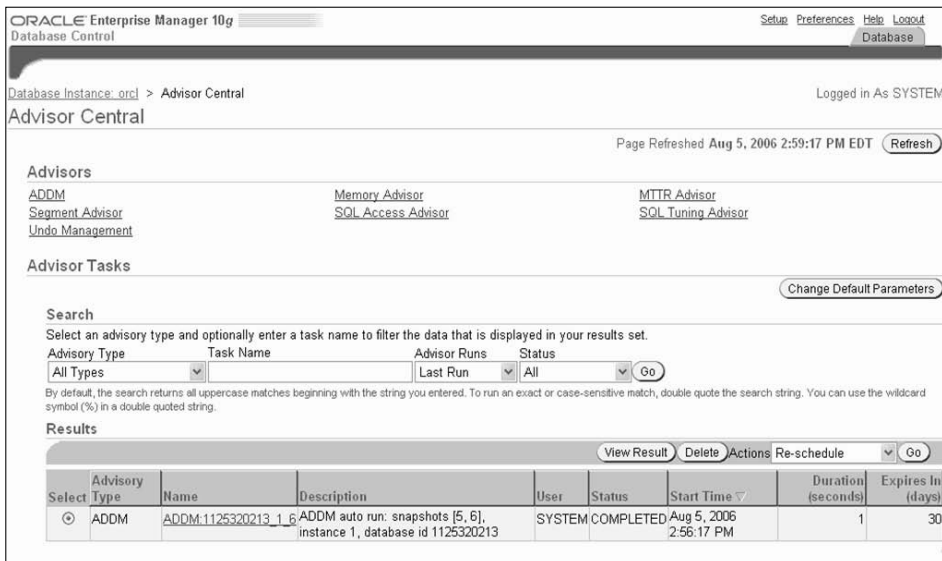 ORACLE Enterprise Manager 10g
Database Control
Setup Preferences Help Logout
Database
Database Instance: orcl > Advisor Central
Logged in As SYSTEM
Advisor Central
Page Refreshed Aug 5, 2006 2:59:17 PM EDT Refresh
Advisors
ADDM Memory Advisor MTTR Advisor
Segment Advisor SQL Access Advisor SQL Tuning Advisor
Undo Management
Advisor Tasks
Change Default Parameters
Search
Select an advisory type and optionally enter a task name to filter the data that is displayed in your results set.
Advisory Type Task Name Advisor Runs Status
All Types Last Run All Go
By default, the search returns all uppercase matches beginning with the string you entered. To run an exact or case-sensitive match, double quote the search string. You can use the wildcard
symbol (%) in a double quoted string.
Results
View Result Delete Actions Re-schedule Go
Select Advisory Type Name Description User Status Start Time Duration (seconds) Expires In (days)
ADDM ADDM:1125320213_1_6 ADDM auto run: snapshots [5, 6], instance 1, database id 1125320213 SYSTEM COMPLETED Aug 5, 2006 2:56:17 PM 1 30